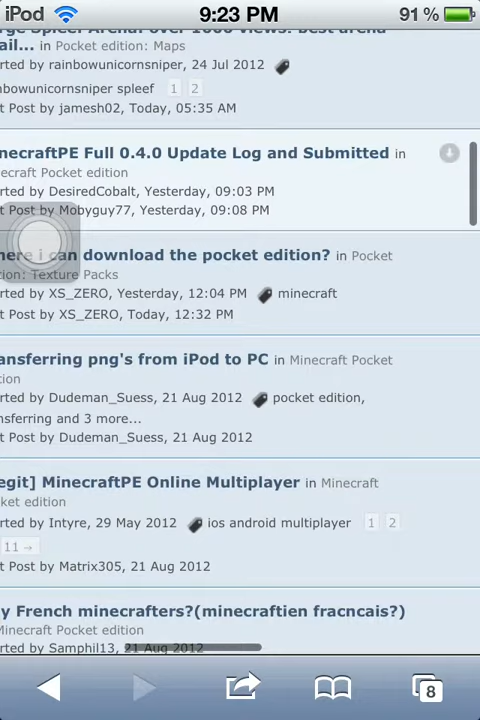 iPod 9:23 PM 91%
rge Spleef Arena! over 1000 views! best arena
ail... in Pocket edition: Maps
rted by rainbowunicornsniper, 24 Jul 2012
nbowunicornsniper spleef 1 2
t Post by jamesh02, Today, 05:35 AM
necraftPE Full 0.4.0 Update Log and Submitted in
ecraft Pocket edition
rted by DesiredCobalt, Yesterday, 09:03 PM
t Post by Mobyguy77, Yesterday, 09:08 PM
here i can download the pocket edition? in Pocket
tion: Texture Packs
rted by XS_ZERO, Yesterday, 12:04 PM minecraft
t Post by XS_ZERO, Today, 12:32 PM
ansferring png's from iPod to PC in Minecraft Pocket
tion
rted by Dudeman_Suess, 21 Aug 2012 pocket edition,
nsferring and 3 more...
t Post by Dudeman_Suess, 21 Aug 2012
egit] MinecraftPE Online Multiplayer in Minecraft
ket edition
rted by Intyre, 29 May 2012 ios android multiplayer 1 2
11 →
t Post by Matrix305, 21 Aug 2012
y French minecrafters?(minecraftien fracncais?)
Minecraft Pocket edition
rted by Samphil13, 21 Aug 2012
8